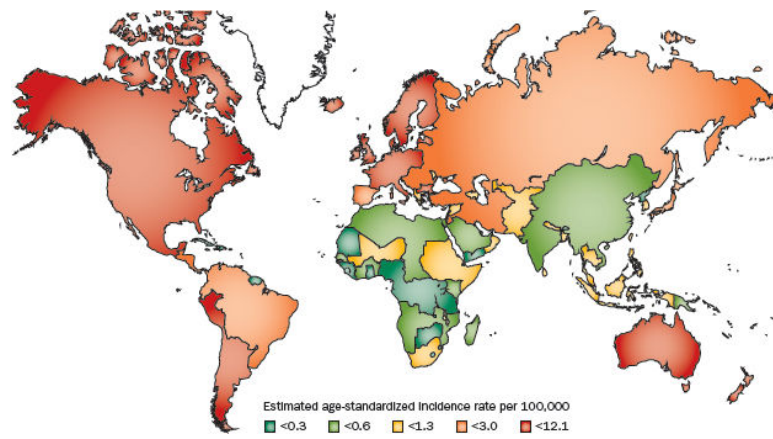 Estimated age-standardized incidence rate per 100,000
<0.3 <0.6 <1.3 <3.0 <12.1